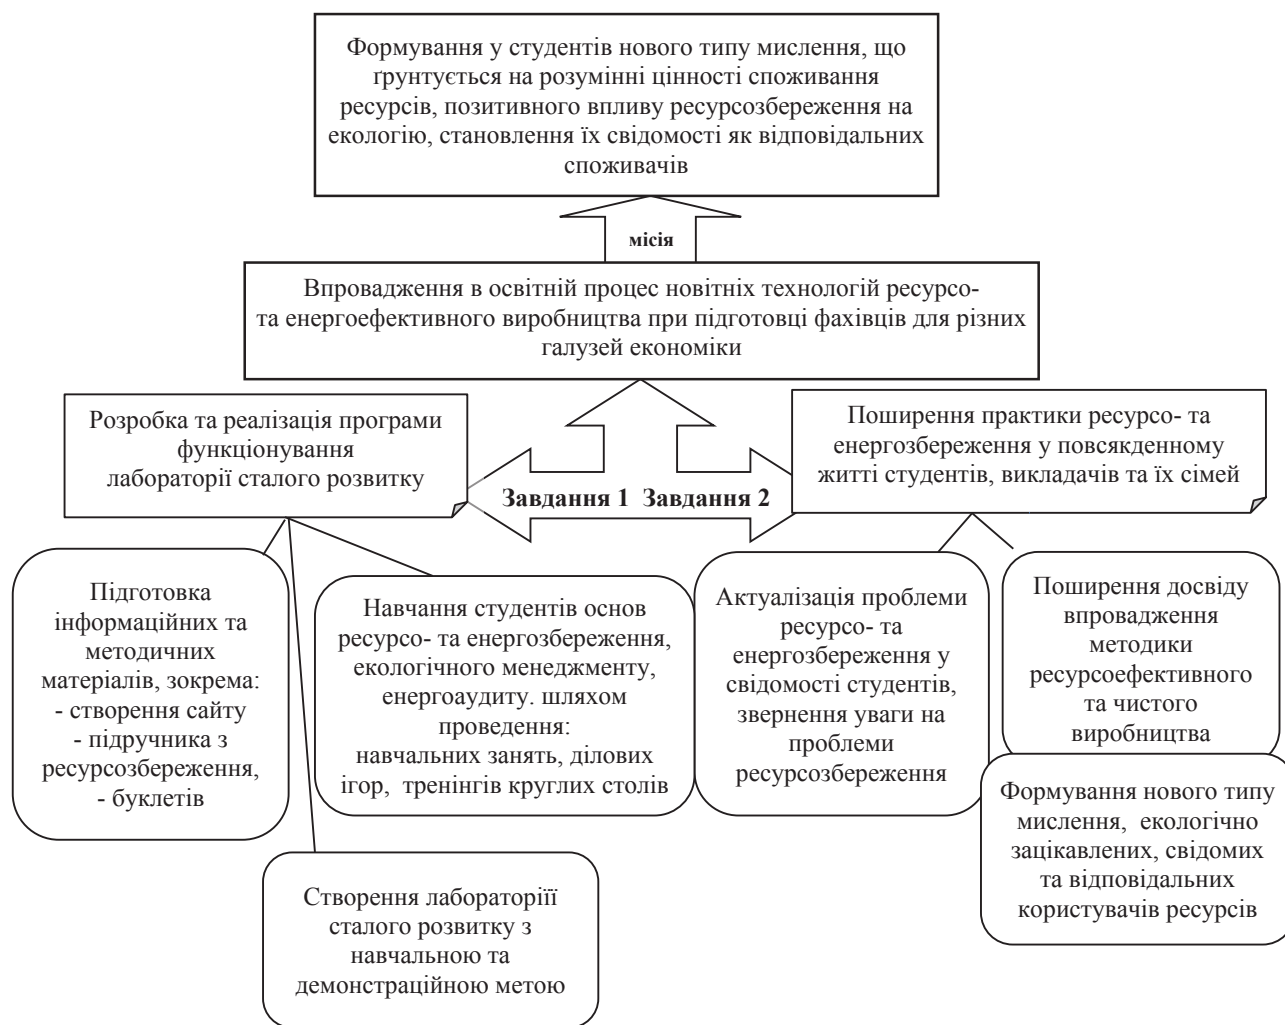 Формування у студентів нового типу мислення, що
ґрунтується на розумінні цінності споживання
ресурсів, позитивного впливу ресурсозбереження на
екологію, становлення їх свідомості як відповідальних
споживачів
місія
Впровадження в освітній процес новітніх технологій ресурсо-
та енергоефективного виробництва при підготовці фахівців для різних
галузей економіки
Розробка та реалізація програми
функціонування
лабораторії сталого розвитку
Завдання 1 Завдання 2
Поширення практики ресурсо- та
енергозбереження у повсякденному
житті студентів, викладачів та їх сімей
Підготовка
інформаційних та
методичних
матеріалів, зокрема:
- створення сайту
- підручника з
ресурсозбереження,
- буклетів
Навчання студентів основ
ресурсо- та енергозбереження,
екологічного менеджменту,
енергоаудиту. шляхом
проведення:
навчальних занять, ділових
ігор, тренінгів круглих столів
Створення лабораторіїї
сталого розвитку з
навчальною та
демонстраційною метою
Актуалізація проблеми
ресурсо- та
енергозбереження у
свідомості студентів,
звернення уваги на
проблеми
ресурсозбереження
Поширення досвіду
впровадження
методики
ресурсоефективного
та чистого
виробництва
Формування нового типу
мислення, екологічно
зацікавлених, свідомих
та відповідальних
користувачів ресурсів